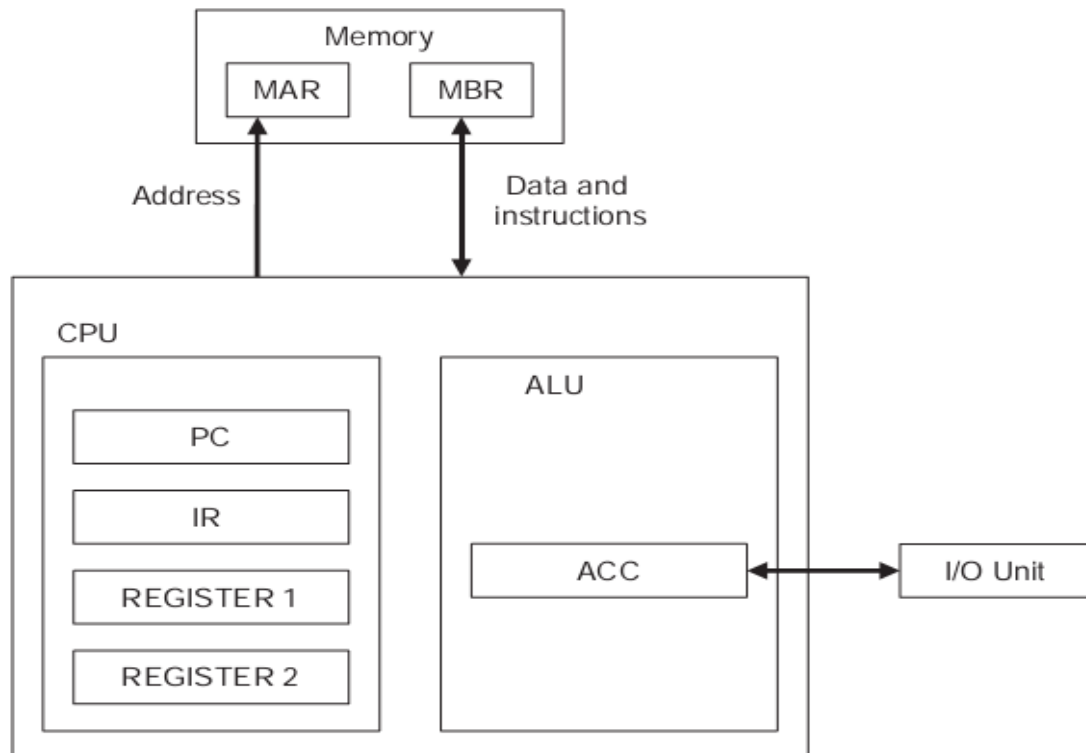 Memory
MAR
MBR
Address
Data and
instructions
CPU
PC
IR
REGISTER 1
REGISTER 2
ALU
ACC
I/O Unit